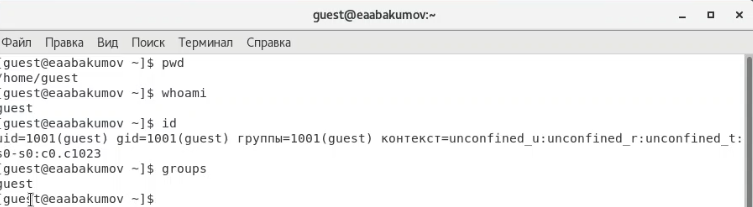 guest@eaabakumov:~
Файл Правка Вид Поиск Терминал Справка
[guest@eaabakumov ~]$ pwd
/home/guest
[guest@eaabakumov ~]$ whoami
guest
[guest@eaabakumov ~]$ id
uid=1001(guest) gid=1001(guest) группы=1001(guest) контекст=unconfined_u:unconfined_r:unconfined_t:
s0-s0:c0.c1023
[guest@eaabakumov ~]$ groups
guest
[guest@eaabakumov ~]$